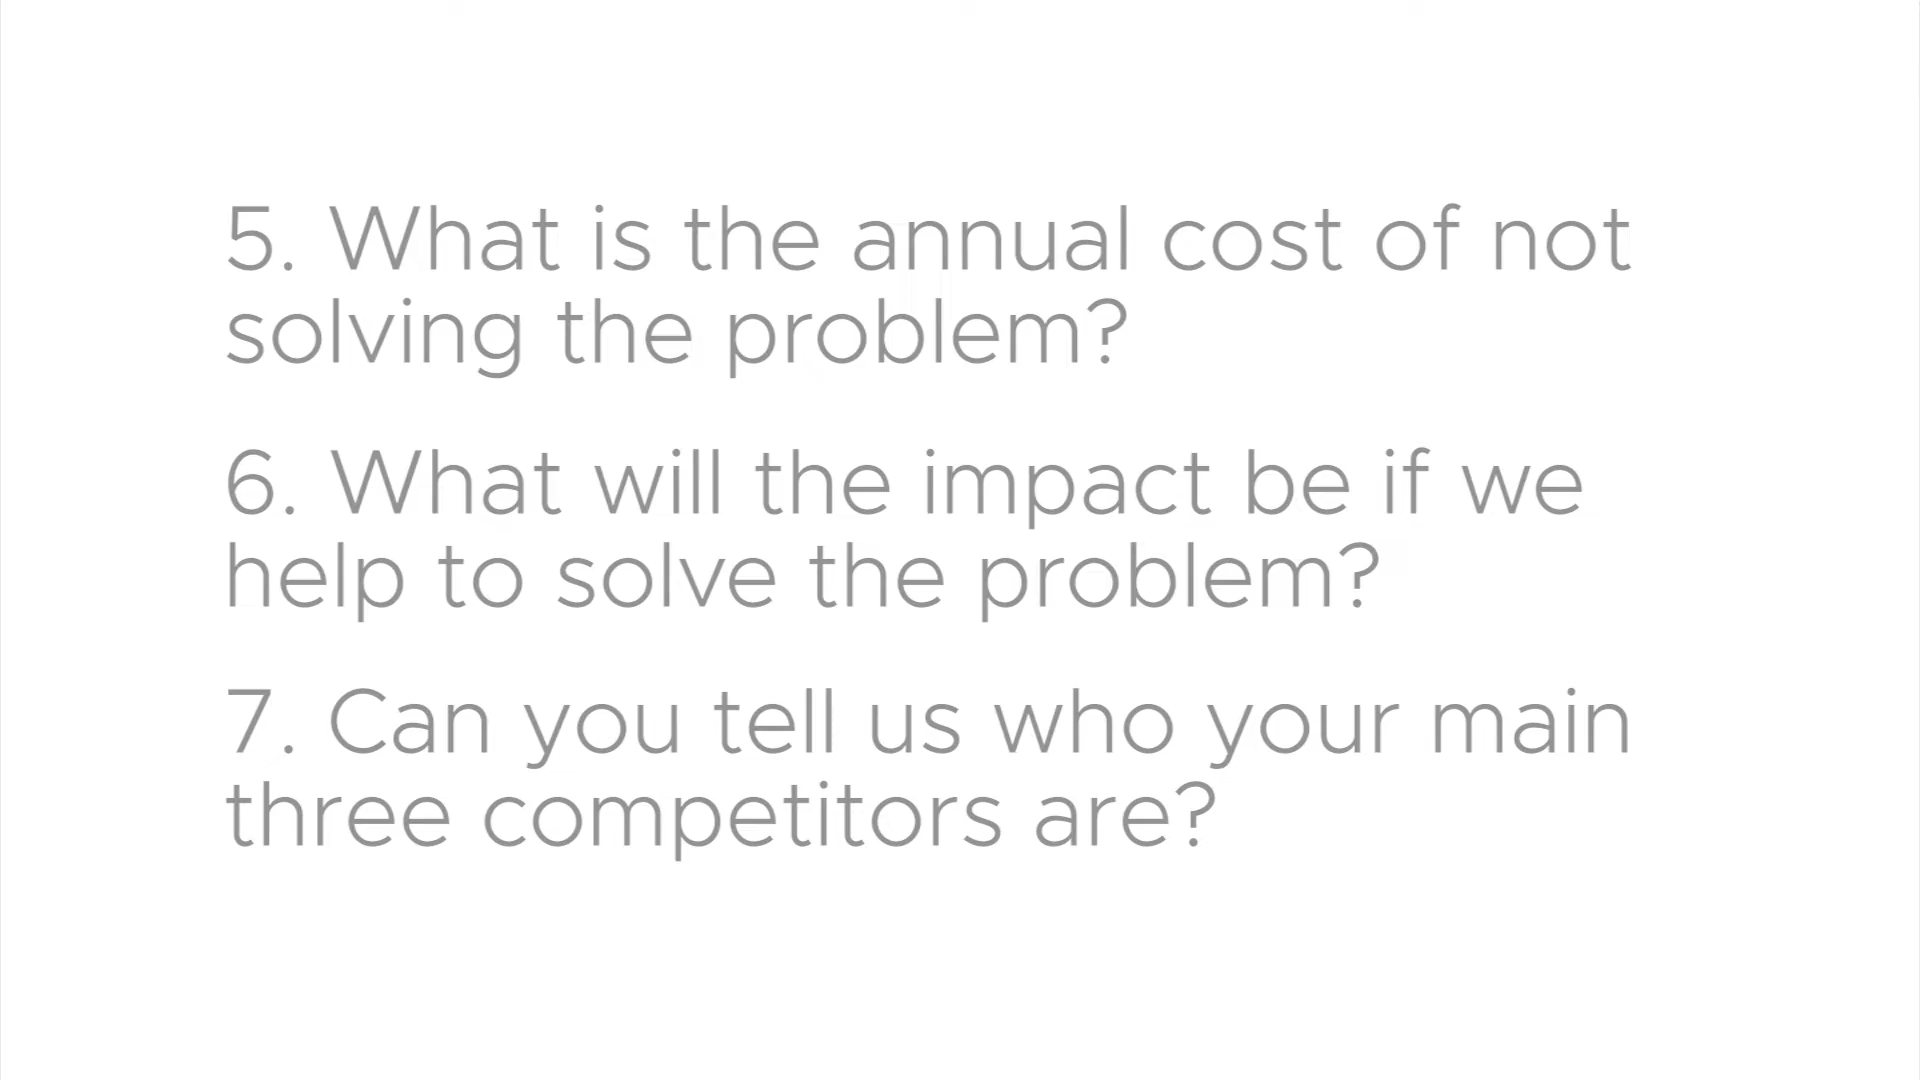 5. What is the annual cost of not
solving the problem?
6. What will the impact be if we
help to solve the problem?
7. Can you tell us who your main
three competitors are?